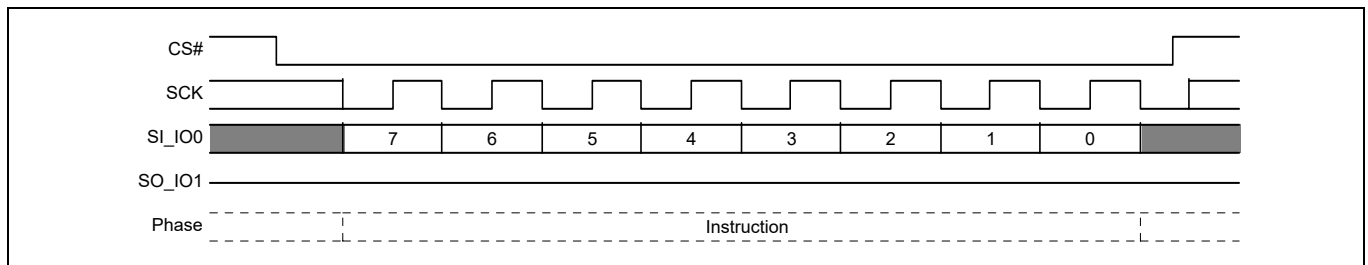 CS#
SCK
SI_IO0 7 6 5 4 3 2 1 0
SO_IO1
Phase Instruction